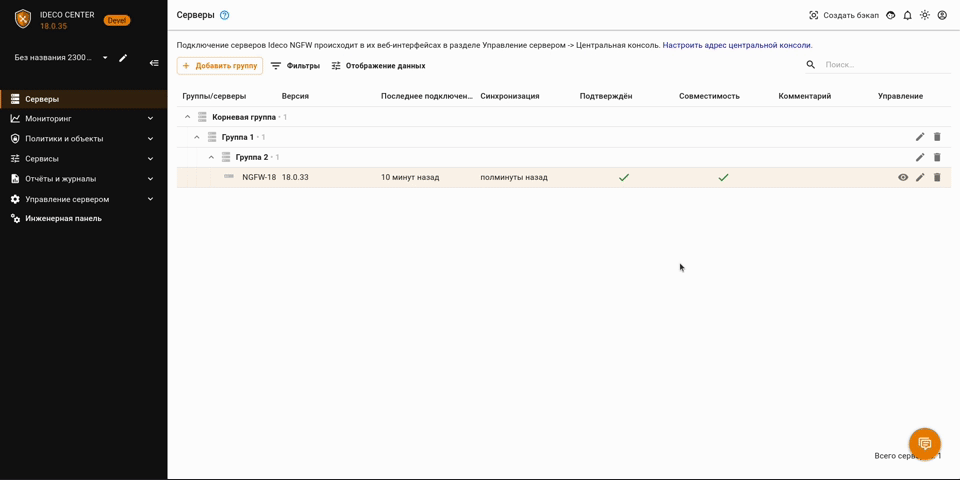 IDECO CENTER
18.0.35
Devel
Без названия 2300...
Серверы
Мониторинг
Политики и объекты
Сервисы
Отчёты и журналы
Управление сервером
Инженерная панель
Серверы
Создать бэкап
Подключение серверов Ideco NGFW происходит в их веб-интерфейсах в разделе Управление сервером -> Центральная консоль. Настроить адрес центральной консоли.
Добавить группу
Фильтры
Отображение данных
Поиск...
Группы/серверы Версия Последнее подключен... Синхронизация Подтверждён Совместимость Комментарий Управление
Корневая группа · 1
Группа 1 · 1
Группа 2 · 1
NGFW-18 18.0.33 10 минут назад полминуты назад
Всего 1